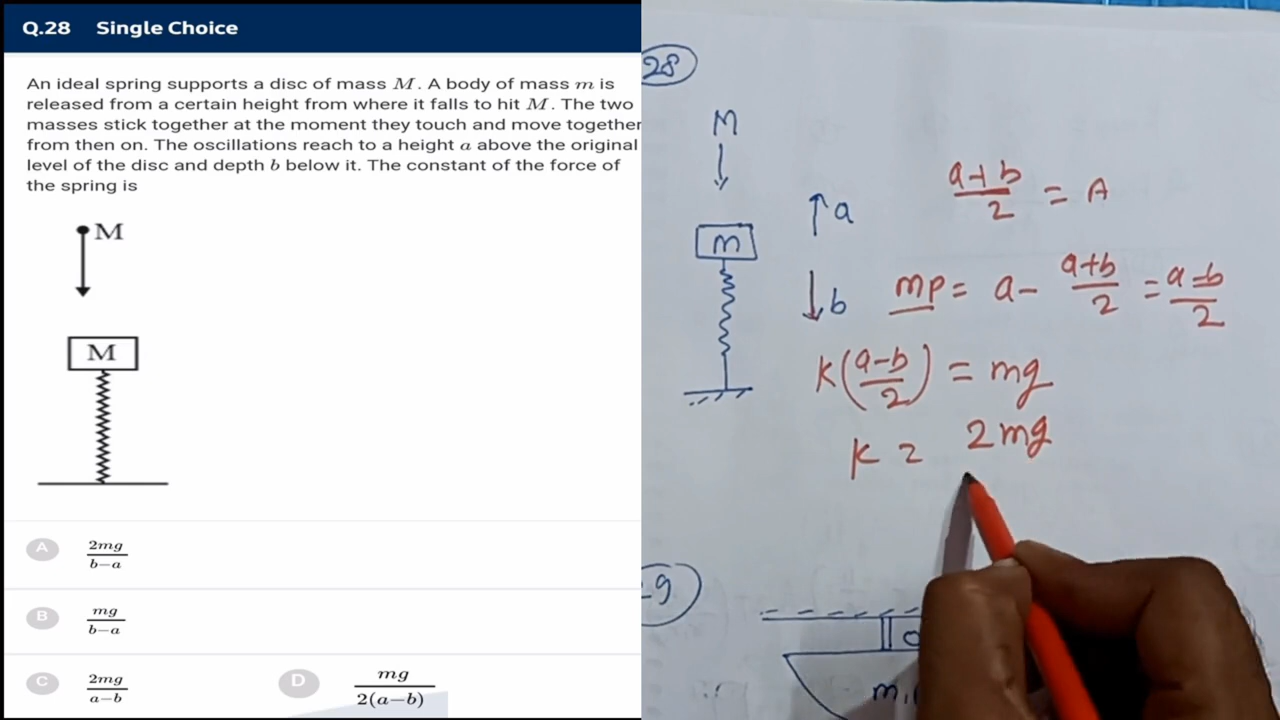 Q.28 Single Choice
An ideal spring supports a disc of mass M. A body of mass m is
released from a certain height from where it falls to hit M. The two
masses stick together at the moment they touch and move together
from then on. The oscillations reach to a height a above the original
level of the disc and depth b below it. The constant of the force of
the spring is
M
M
A 2mg/b−a
B mg/b−a
C 2mg/a−b
D mg/2(a−b)
28
M
a+b/2 = A
↑a
m
↓b
mp = a - a+b/2 = a-b/2
K(a-b/2) = mg
K = 2mg
m,